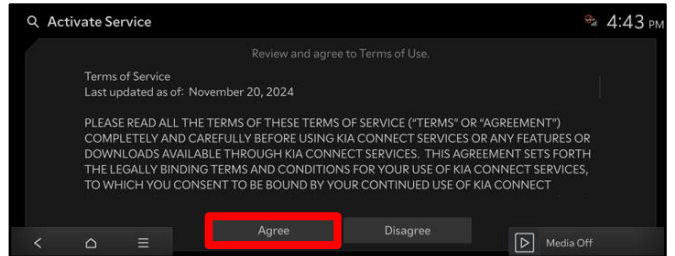 Activate Service
4:43 PM
Review and agree to Terms of Use.
Terms of Service
Last updated as of: November 20, 2024
PLEASE READ ALL THE TERMS OF THESE TERMS OF SERVICE ("TERMS" OR "AGREEMENT")
COMPLETELY AND CAREFULLY BEFORE USING KIA CONNECT SERVICES OR ANY FEATURES OR
DOWNLOADS AVAILABLE THROUGH KIA CONNECT SERVICES. THIS AGREEMENT SETS FORTH
THE LEGALLY BINDING TERMS AND CONDITIONS FOR YOUR USE OF KIA CONNECT SERVICES,
TO WHICH YOU CONSENT TO BE BOUND BY YOUR CONTINUED USE OF KIA CONNECT
Agree
Disagree
Media Off